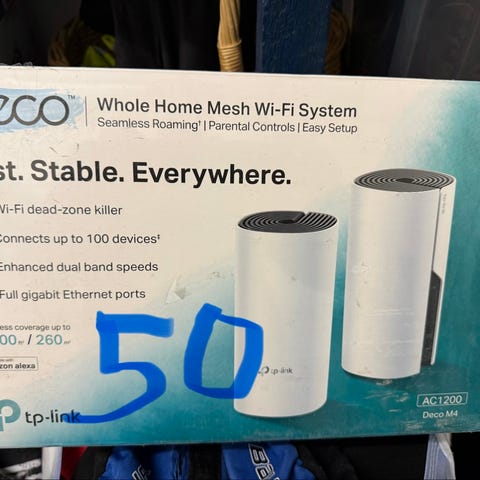 eco™
Whole Home Mesh Wi-Fi System
Seamless Roaming† | Parental Controls | Easy Setup
st. Stable. Everywhere.
Wi-Fi dead-zone killer
Connects up to 100 devices‡
Enhanced dual band speeds
Full gigabit Ethernet ports
ess coverage up to
00 ft² / 260 m²
zon alexa
50
tp-link
tp-link
AC1200
Deco M4